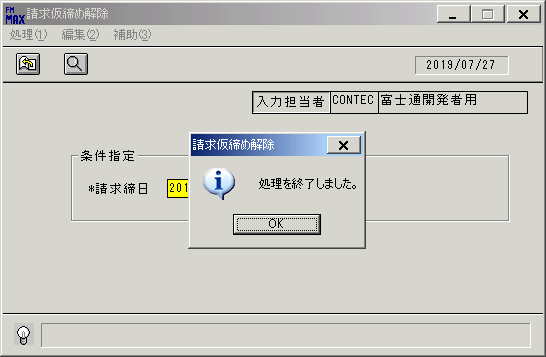 FM
MAX 請求仮締め解除
処理(1) 編集(2) 補助(3)
2019/07/27
入力担当者 CONTEC 富士通開発者用
条件指定
*請求締日 201
請求仮締め解除
処理を終了しました。
OK